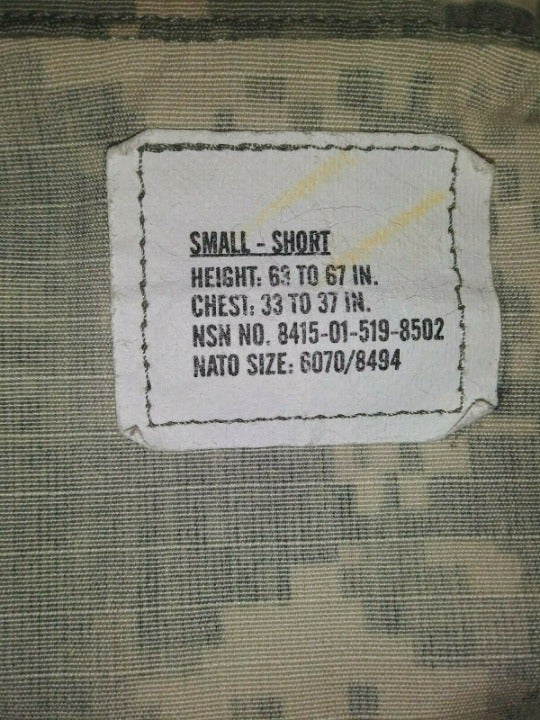 SMALL - SHORT
HEIGHT: 63 TO 67 IN.
CHEST: 33 TO 37 IN.
NSN NO. 8415-01-519-8502
NATO SIZE: 6070/8494